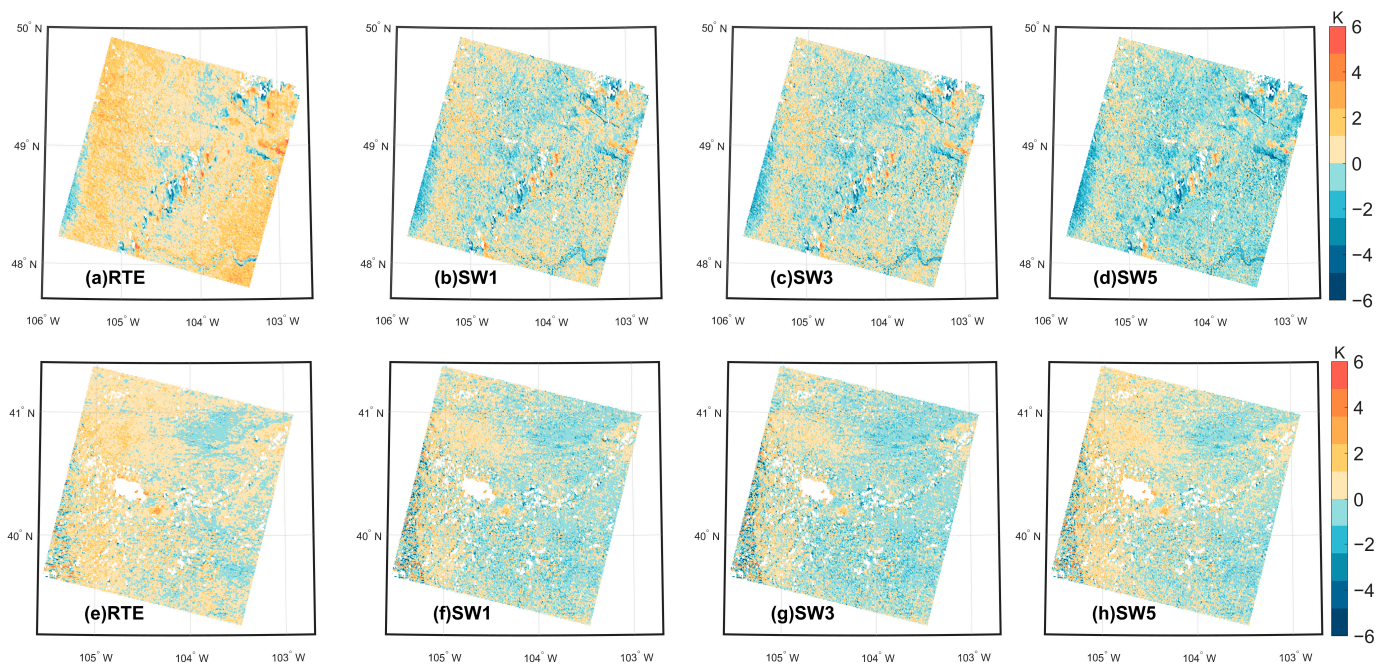 K
50° N
49° N
48° N
(a)RTE
106° W
105° W
104° W
103° W
50° N
49° N
48° N
(b)SW1
106° W
105° W
104° W
103° W
50° N
49° N
48° N
(c)SW3
106° W
105° W
104° W
103° W
50° N
49° N
48° N
(d)SW5
106° W
105° W
104° W
103° W
6
4
2
0
−2
−4
−6
K
41° N
40° N
(e)RTE
105° W
104° W
103° W
41° N
40° N
(f)SW1
105° W
104° W
103° W
41° N
40° N
(g)SW3
105° W
104° W
103° W
41° N
40° N
(h)SW5
105° W
104° W
103° W
6
4
2
0
−2
−4
−6